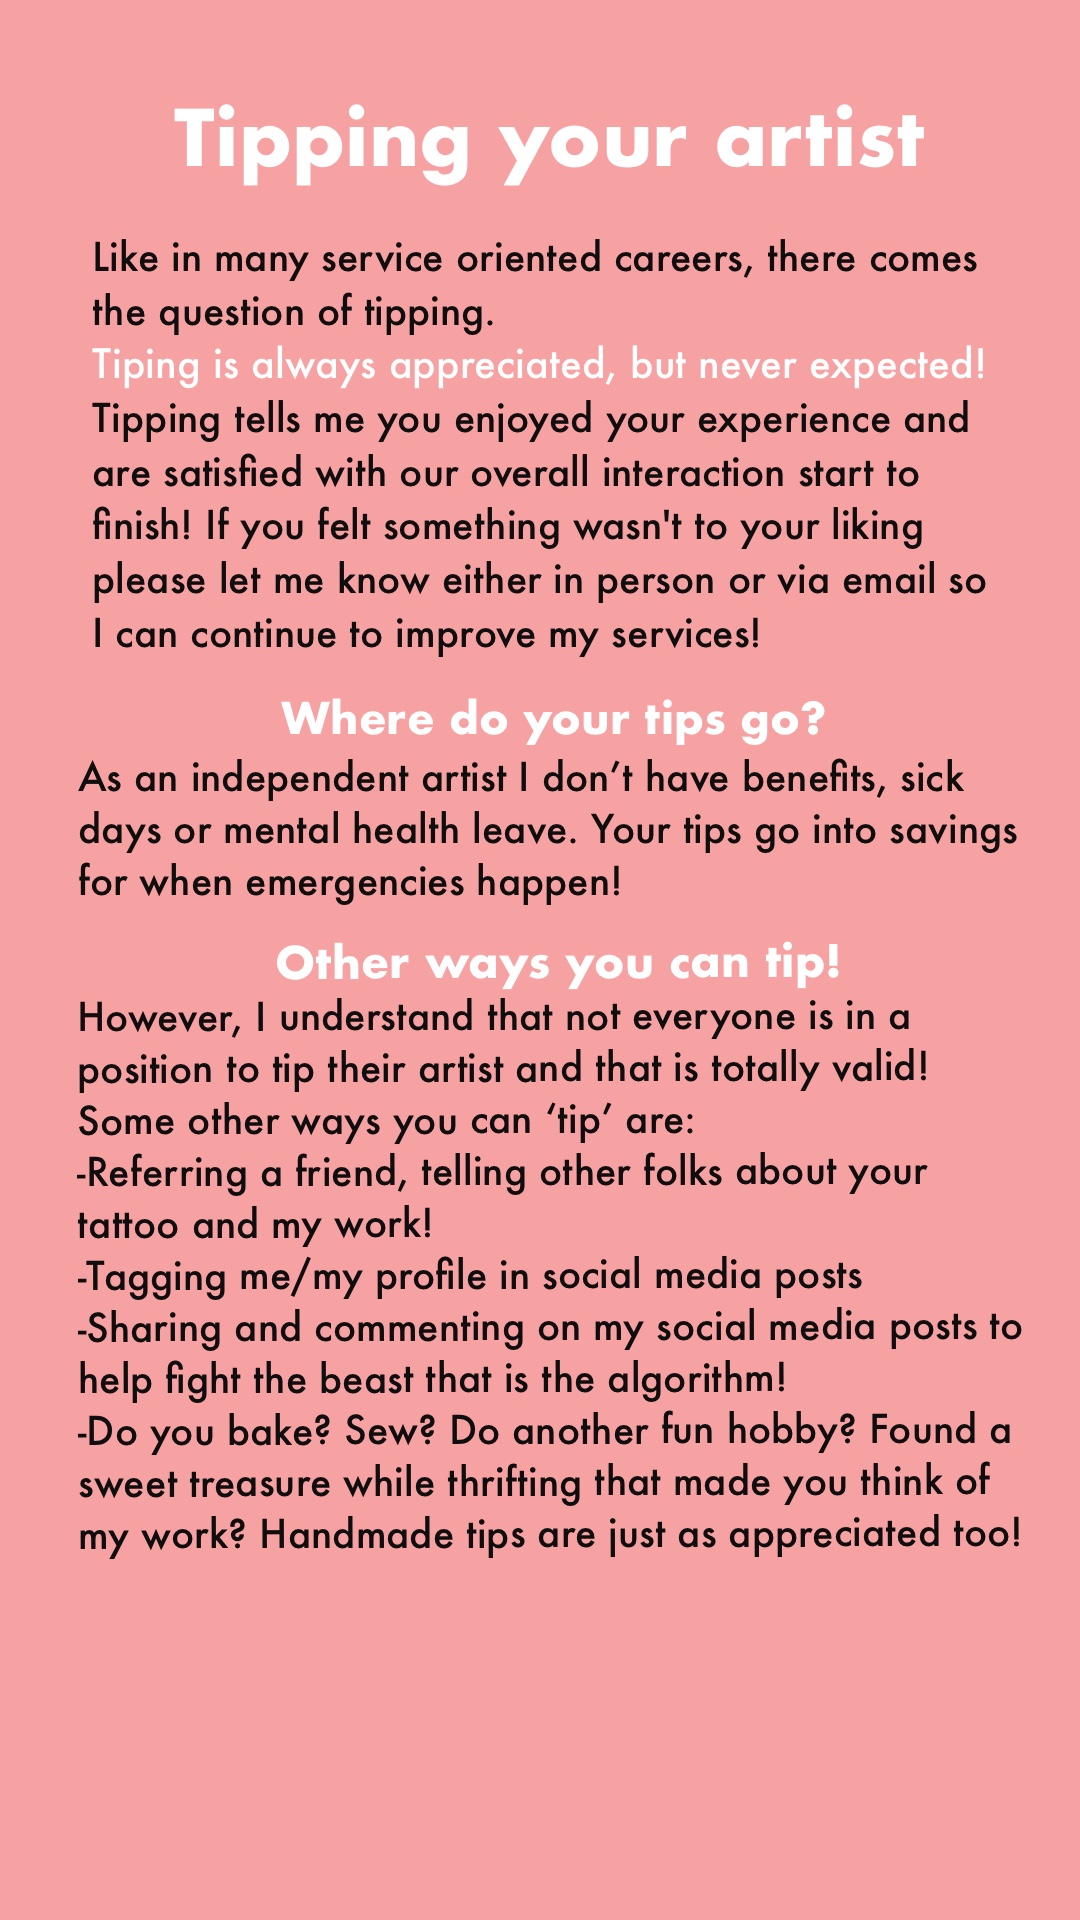 Tipping your artist
Like in many service oriented careers, there comes
the question of tipping.
Tiping is always appreciated, but never expected!
Tipping tells me you enjoyed your experience and
are satisfied with our overall interaction start to
finish! If you felt something wasn't to your liking
please let me know either in person or via email so
I can continue to improve my services!
Where do your tips go?
As an independent artist I don’t have benefits, sick
days or mental health leave. Your tips go into savings
for when emergencies happen!
Other ways you can tip!
However, I understand that not everyone is in a
position to tip their artist and that is totally valid!
Some other ways you can ‘tip’ are:
-Referring a friend, telling other folks about your
tattoo and my work!
-Tagging me/my profile in social media posts
-Sharing and commenting on my social media posts to
help fight the beast that is the algorithm!
-Do you bake? Sew? Do another fun hobby? Found a
sweet treasure while thrifting that made you think of
my work? Handmade tips are just as appreciated too!